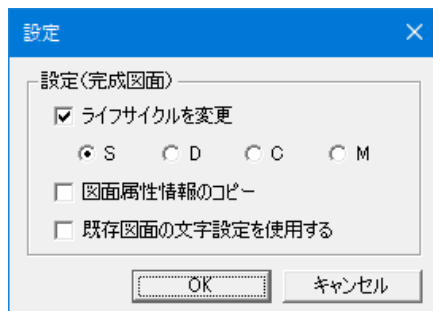 設定
設定(完成図面)
ライフサイクルを変更
S D C M
図面属性情報のコピー
既存図面の文字設定を使用する
OK キャンセル